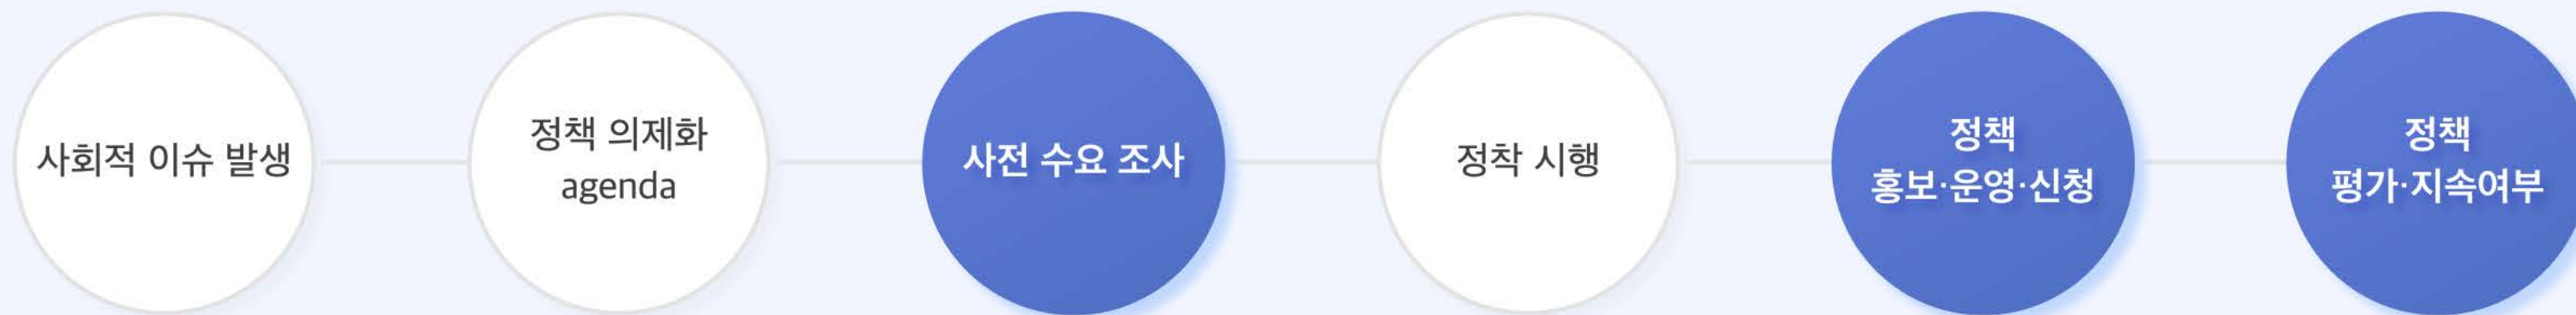 사회적 이슈 발생
정책 의제화
agenda
사전 수요 조사
정착 시행
정책
홍보·운영·신청
정책
평가·지속여부